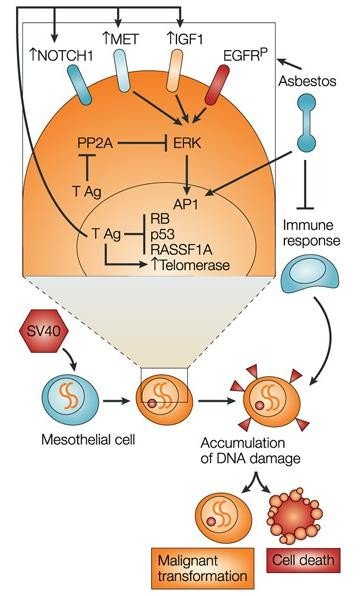 ↑NOTCH1
↑MET
↑IGF1
EGFRᴾ
Asbestos
PP2A
ERK
T Ag
AP1
T Ag
RB
p53
RASSF1A
↑Telomerase
Immune
response
SV40
Mesothelial cell
Accumulation
of DNA damage
Malignant
transformation
Cell death